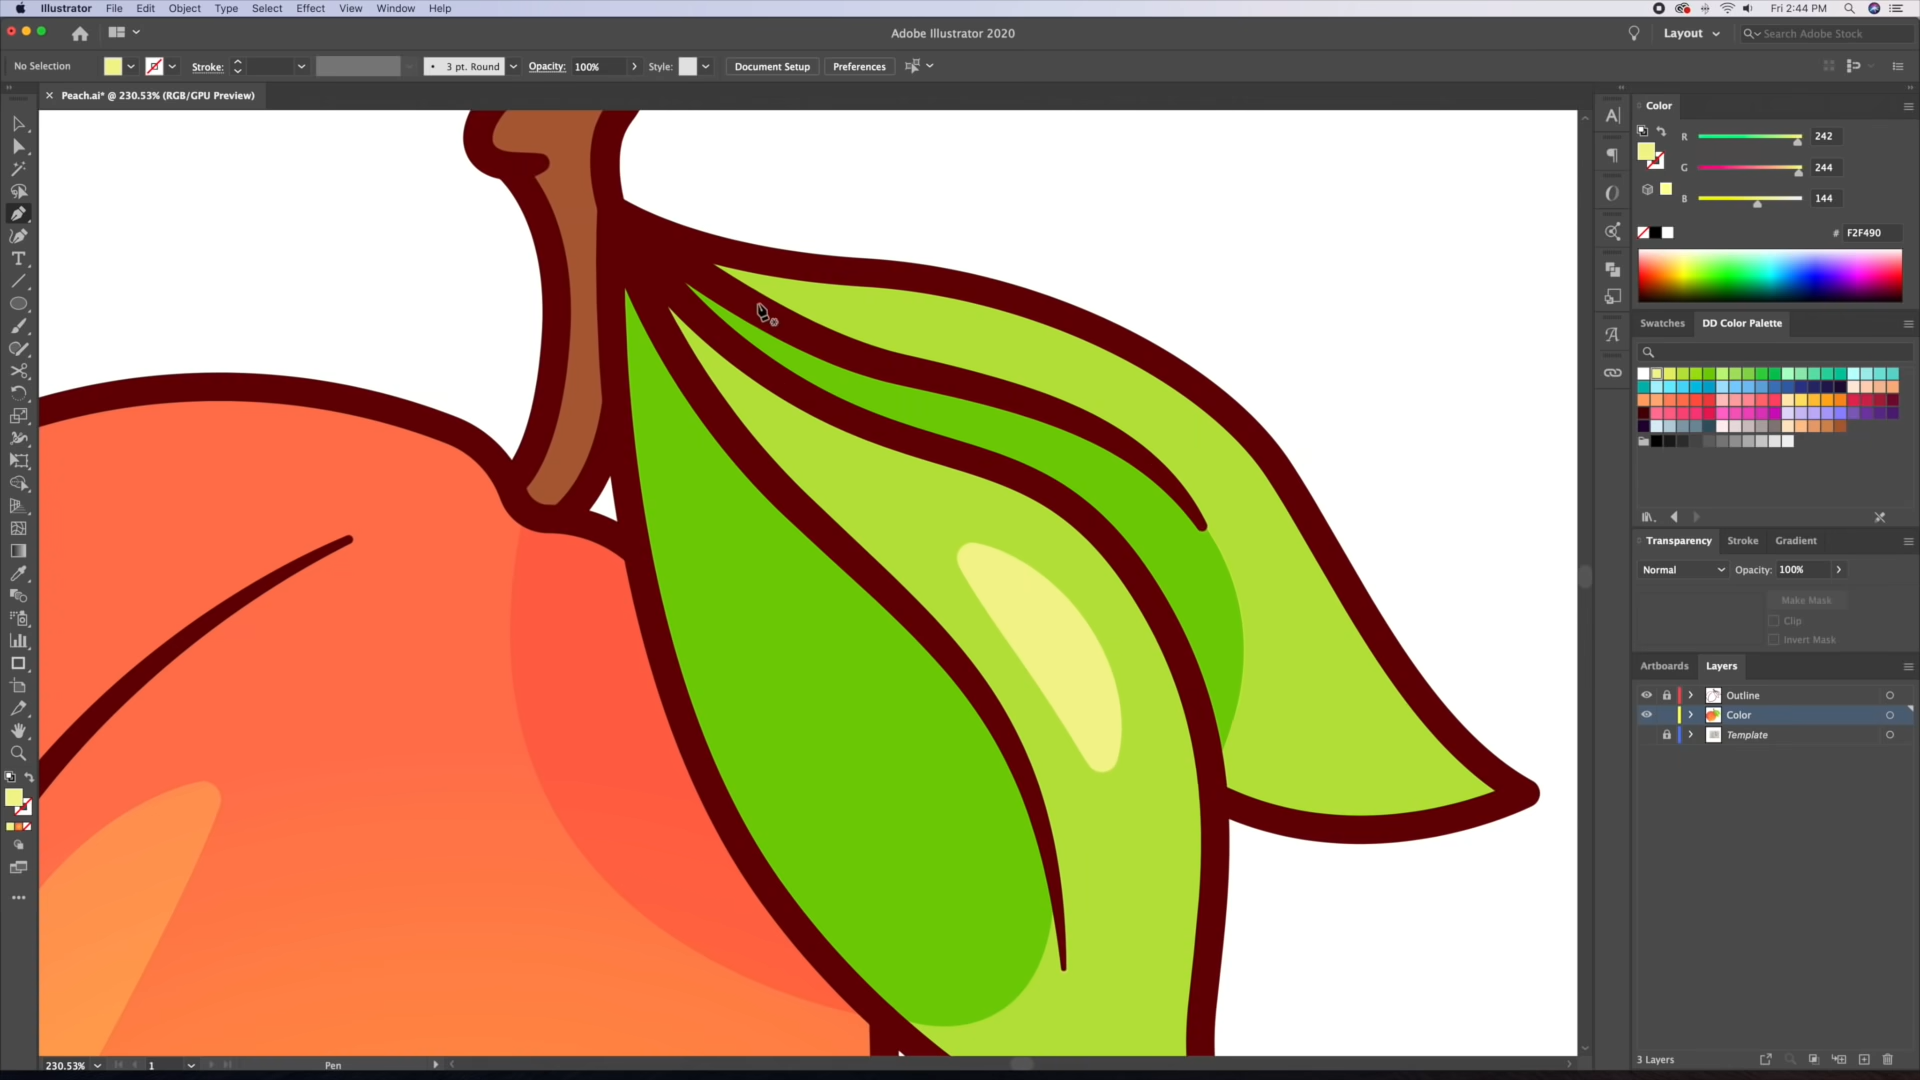 Illustrator File Edit Object Type Select Effect View Window Help
Fri 2:44 PM
Adobe Illustrator 2020
Layout
Search Adobe Stock
No Selection
Stroke:
3 pt. Round
Opacity: 100%
Style:
Document Setup
Preferences
Peach.ai* @ 230.53% (RGB/GPU Preview)
Color
R 242
G 244
B 144
# F2F490
Swatches DD Color Palette
Transparency Stroke Gradient
Normal Opacity: 100%
Make Mask
Clip
Invert Mask
Artboards Layers
Outline
Color
Template
3 Layers
230.53% 1 Pen